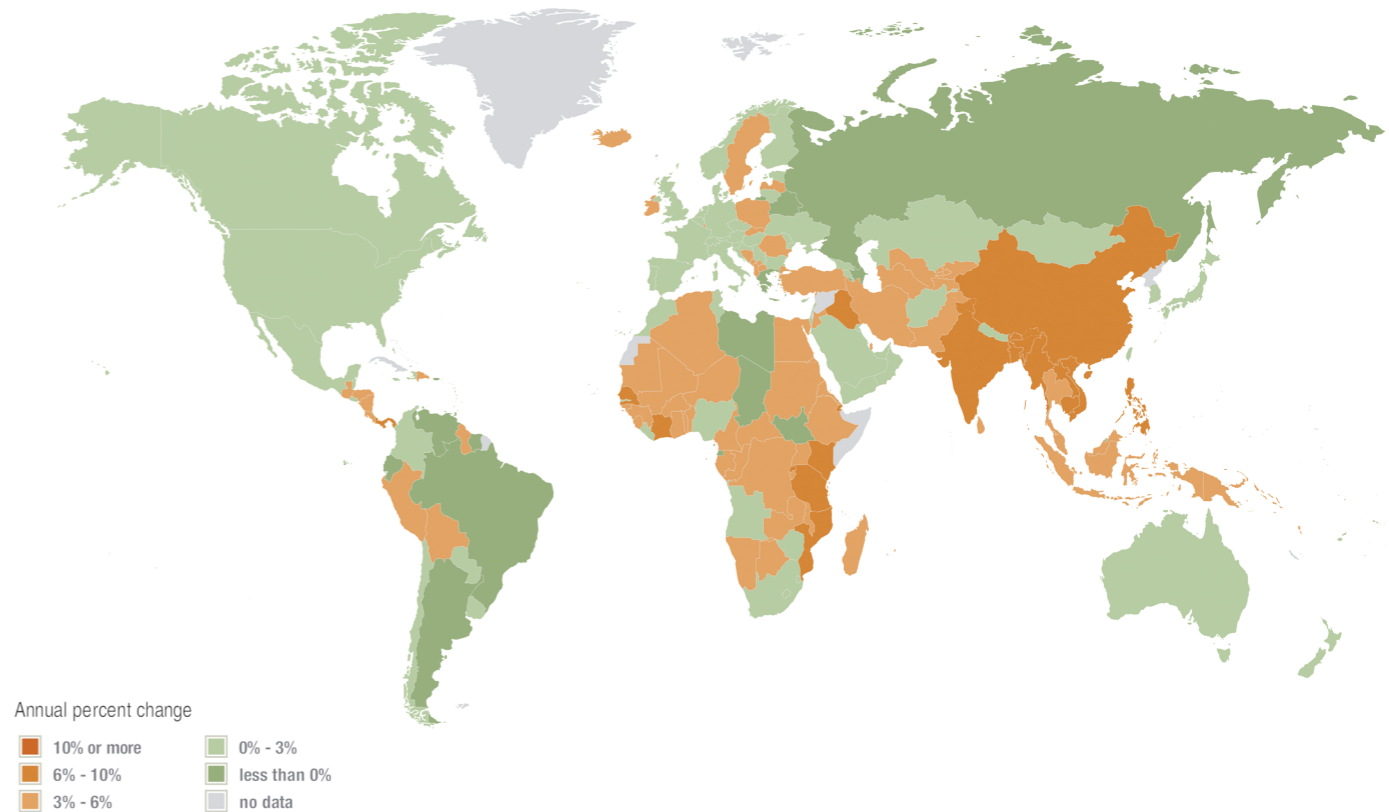 Annual percent change
10% or more
6% - 10%
3% - 6%
0% - 3%
less than 0%
no data